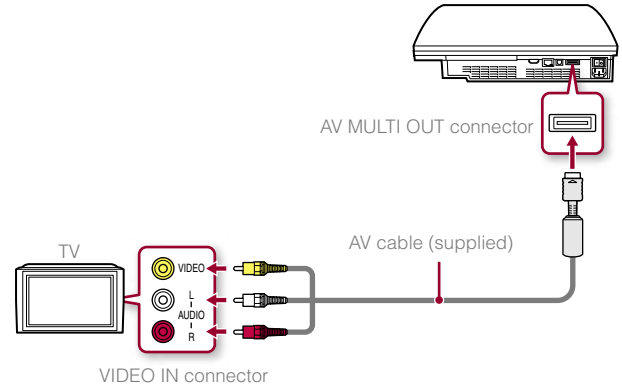 AV MULTI OUT connector
AV cable (supplied)
TV
VIDEO
L
AUDIO
R
VIDEO IN connector